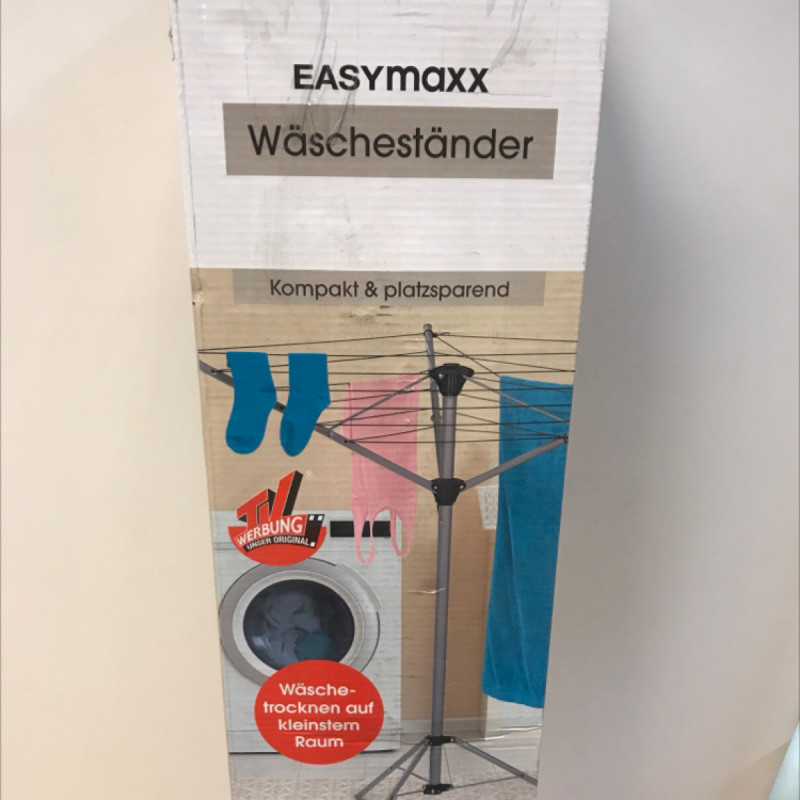 EASYmaxx
Wäscheständer
Kompakt & platzsparend
TV
WERBUNG
UNSER ORIGINAL
Wäsche-
trocknen auf
kleinstem
Raum